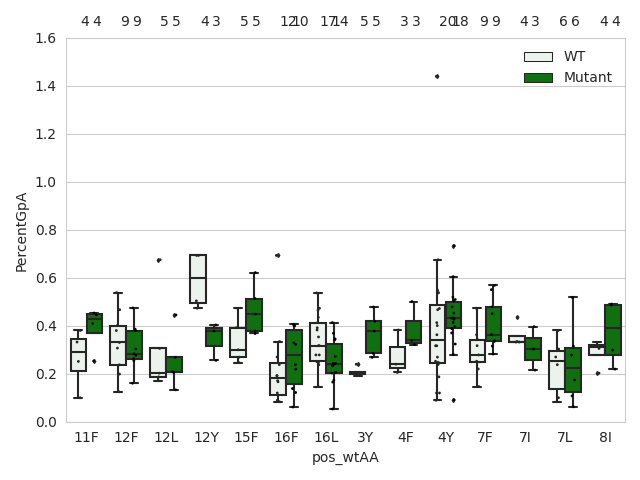 4 4 9 9 5 5 4 3 5 5 12 10 17 14 5 5 3 3 20 18 9 9 4 3 6 6 4 4
1.6
WT
Mutant
1.4
1.2
1.0
0.8
0.6
0.4
0.2
0.0
PercentGpA
11F 12F 12L 12Y 15F 16F 16L 3Y 4F 4Y 7F 7I 7L 8I
pos_wtAA